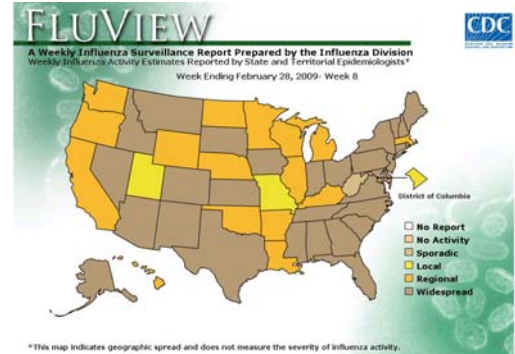 FLUVIEW
CDC
A Weekly Influenza Surveillance Report Prepared by the Influenza Division
Weekly Influenza Activity Estimates Reported by State and Territorial Epidemiologists*
Week Ending February 28, 2009- Week 8
District of Columbia
No Report
No Activity
Sporadic
Local
Regional
Widespread
*This map indicates geographic spread and does not measure the severity of influenza activity.